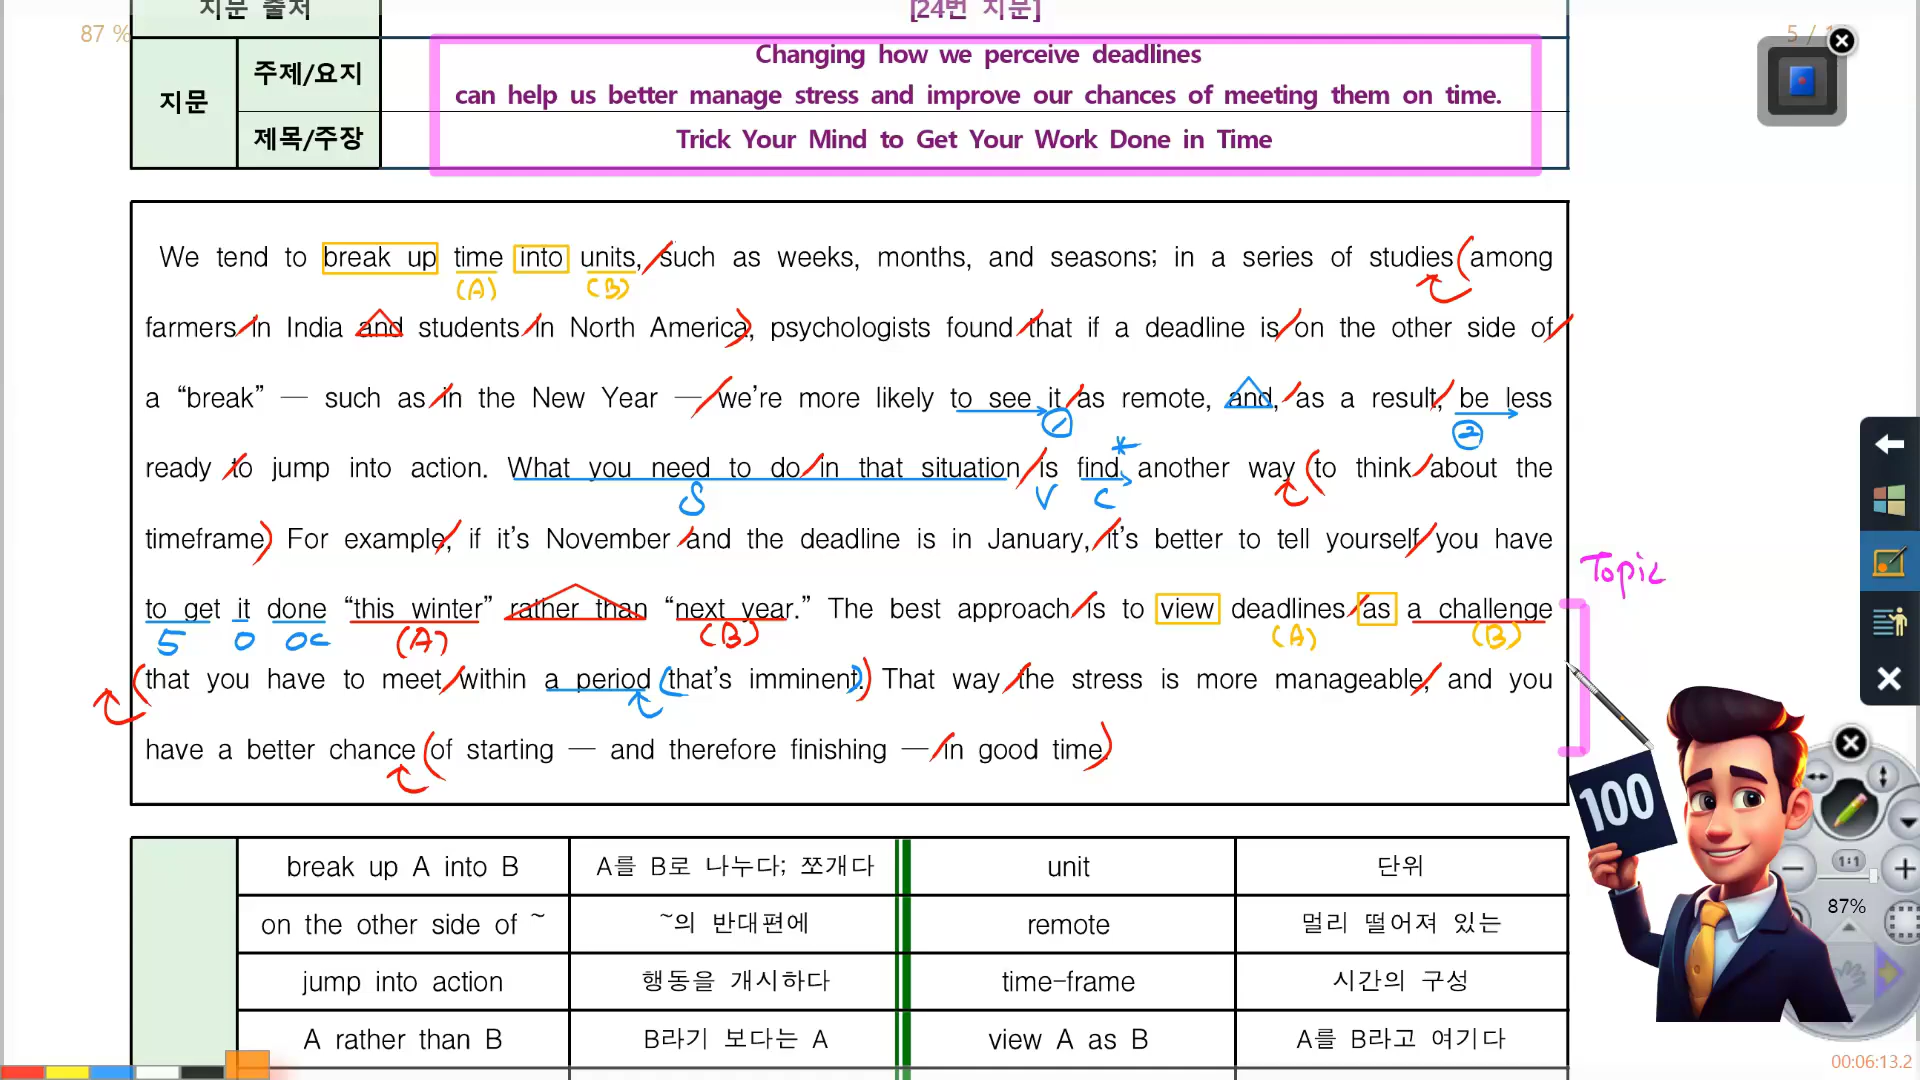 지문 출저
[24번 지문]
87 %
5 / 1
지문
주제/요지
Changing how we perceive deadlines
can help us better manage stress and improve our chances of meeting them on time.
제목/주장
Trick Your Mind to Get Your Work Done in Time
We tend to break up time into units, such as weeks, months, and seasons; in a series of studies among
(A) (B)
farmers in India and students in North America, psychologists found that if a deadline is on the other side of
a “break” — such as in the New Year — we’re more likely to see it as remote, and, as a result, be less
1 2
ready to jump into action. What you need to do in that situation is find another way to think about the
S V C
timeframe. For example, if it’s November and the deadline is in January, it’s better to tell yourself you have
Topic
to get it done “this winter” rather than “next year.” The best approach is to view deadlines as a challenge
5 O OC (A) (B) (A) (B)
that you have to meet within a period that’s imminent. That way the stress is more manageable, and you
have a better chance of starting — and therefore finishing — in good time.
100
break up A into B A를 B로 나누다; 쪼개다 unit 단위
on the other side of ~ ~의 반대편에 remote 멀리 떨어져 있는
jump into action 행동을 개시하다 time-frame 시간의 구성
A rather than B B라기 보다는 A view A as B A를 B라고 여기다
1:1
87%
00:06:13.2